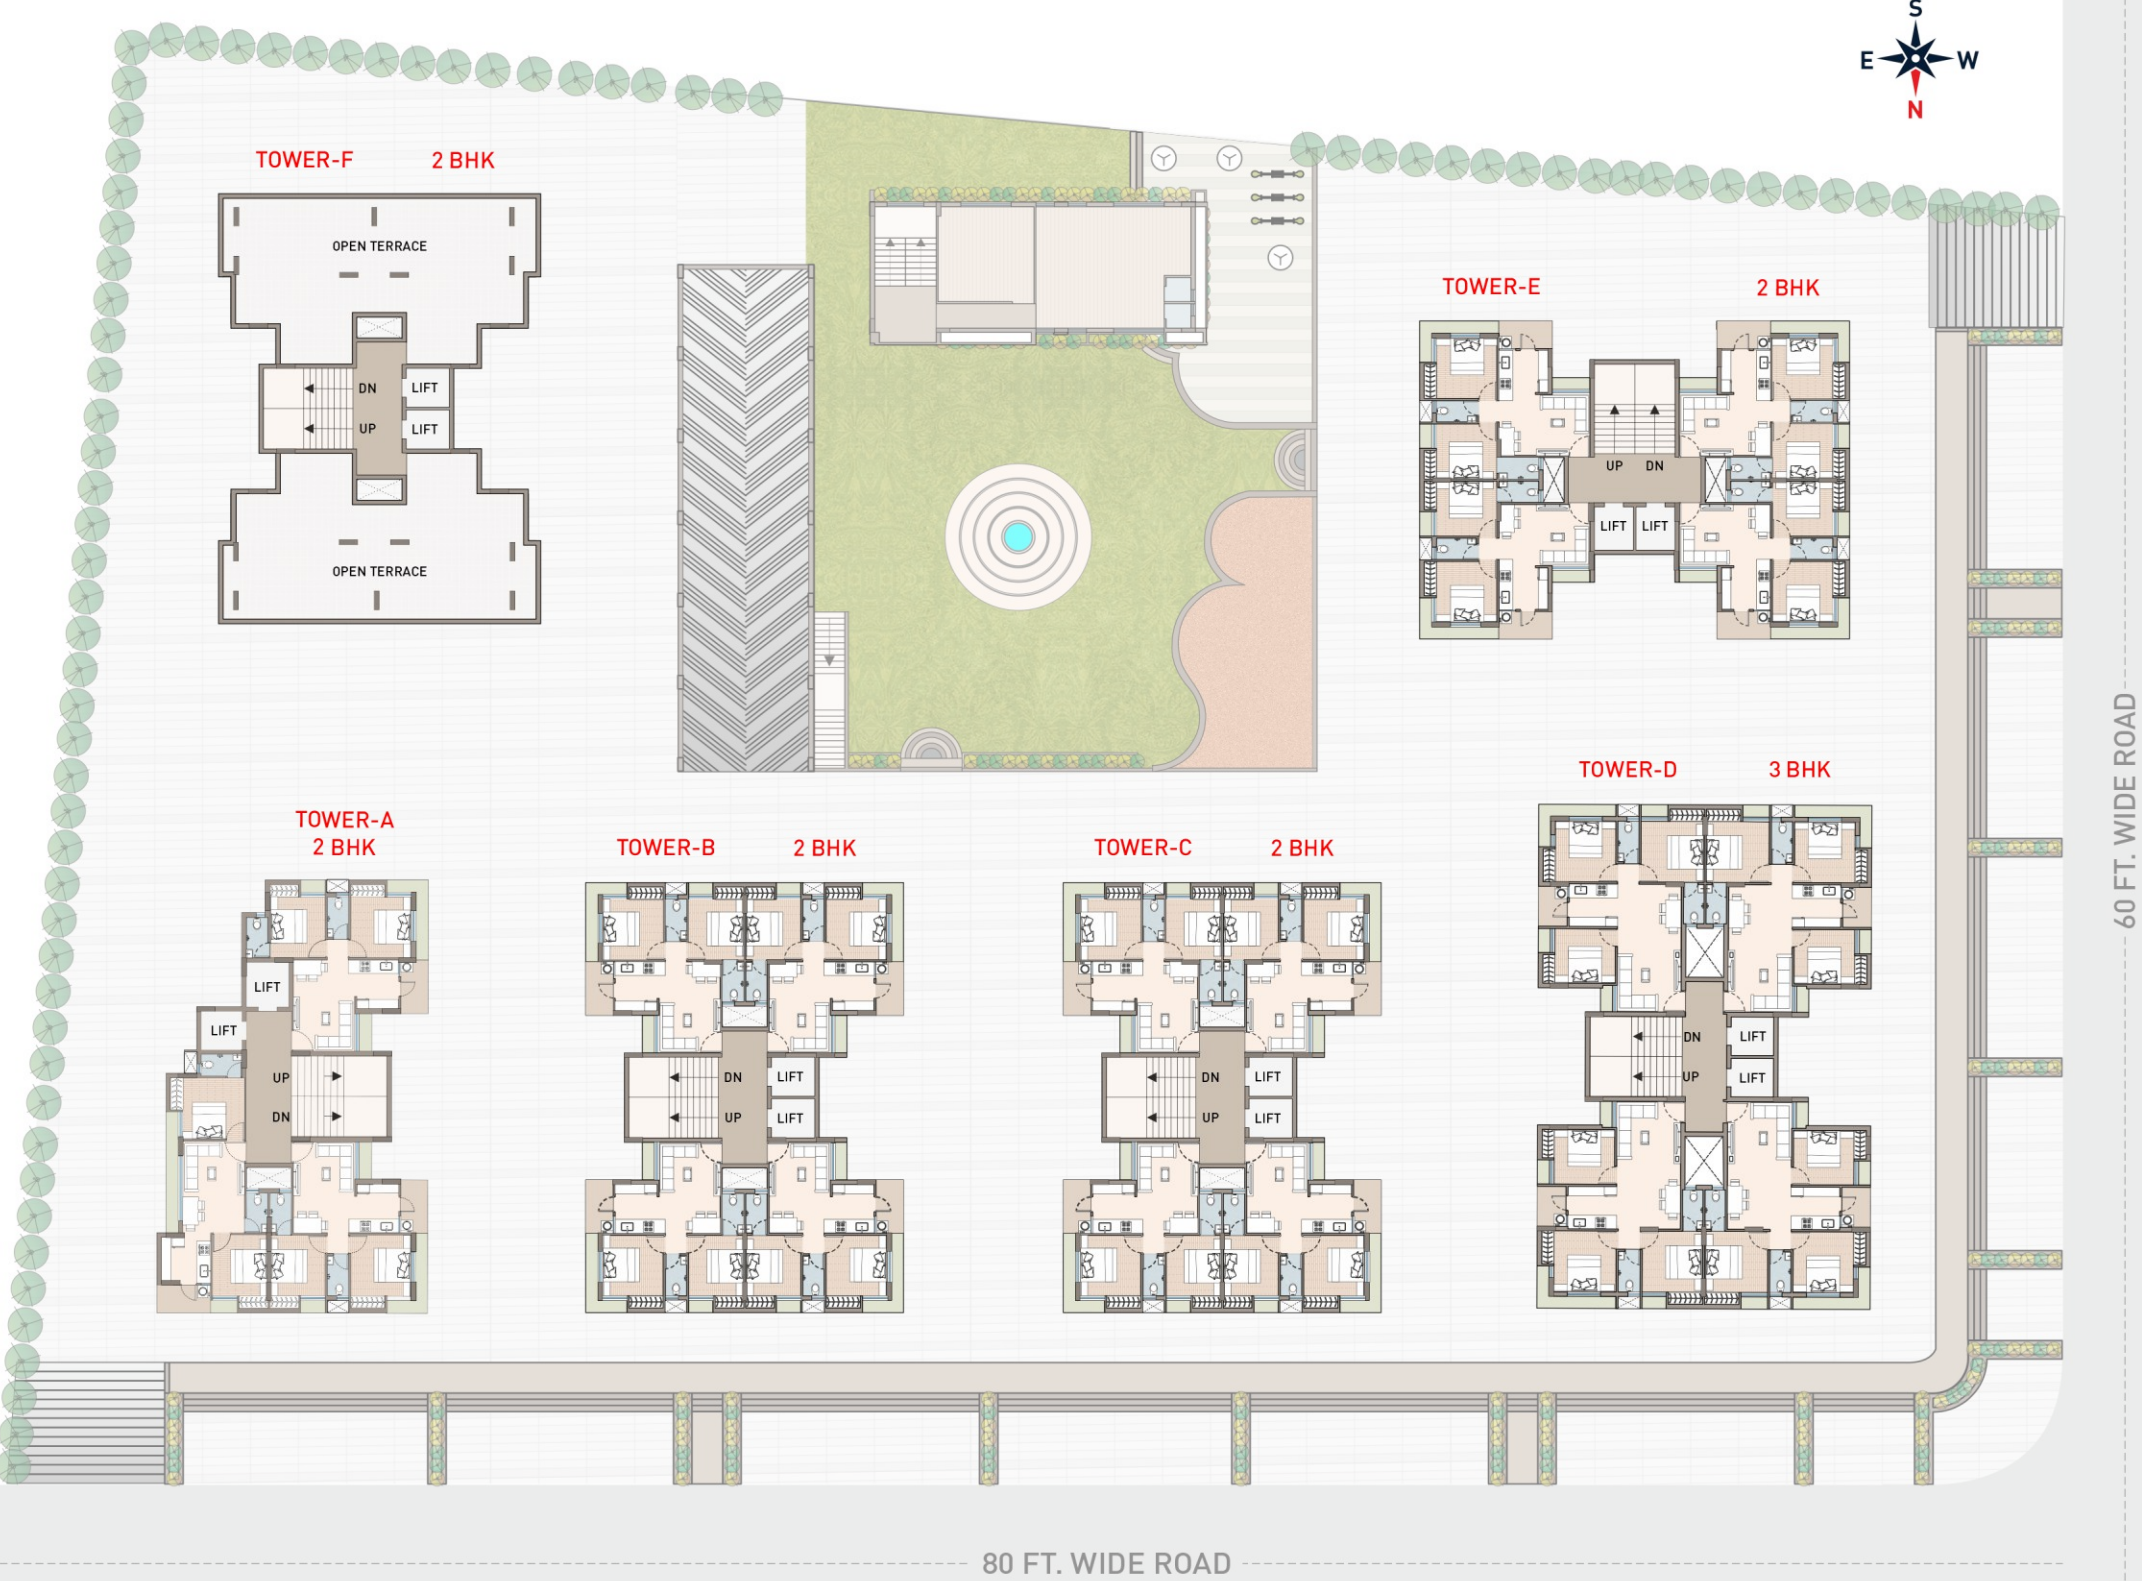 S
E W
N
TOWER-F 2 BHK
OPEN TERRACE
DN LIFT
UP LIFT
OPEN TERRACE
TOWER-E 2 BHK
UP DN
LIFT LIFT
TOWER-D 3 BHK
DN LIFT
UP LIFT
TOWER-A
2 BHK
LIFT
LIFT
UP
DN
TOWER-B 2 BHK
DN LIFT
UP LIFT
TOWER-C 2 BHK
DN LIFT
UP LIFT
60 FT. WIDE ROAD
80 FT. WIDE ROAD